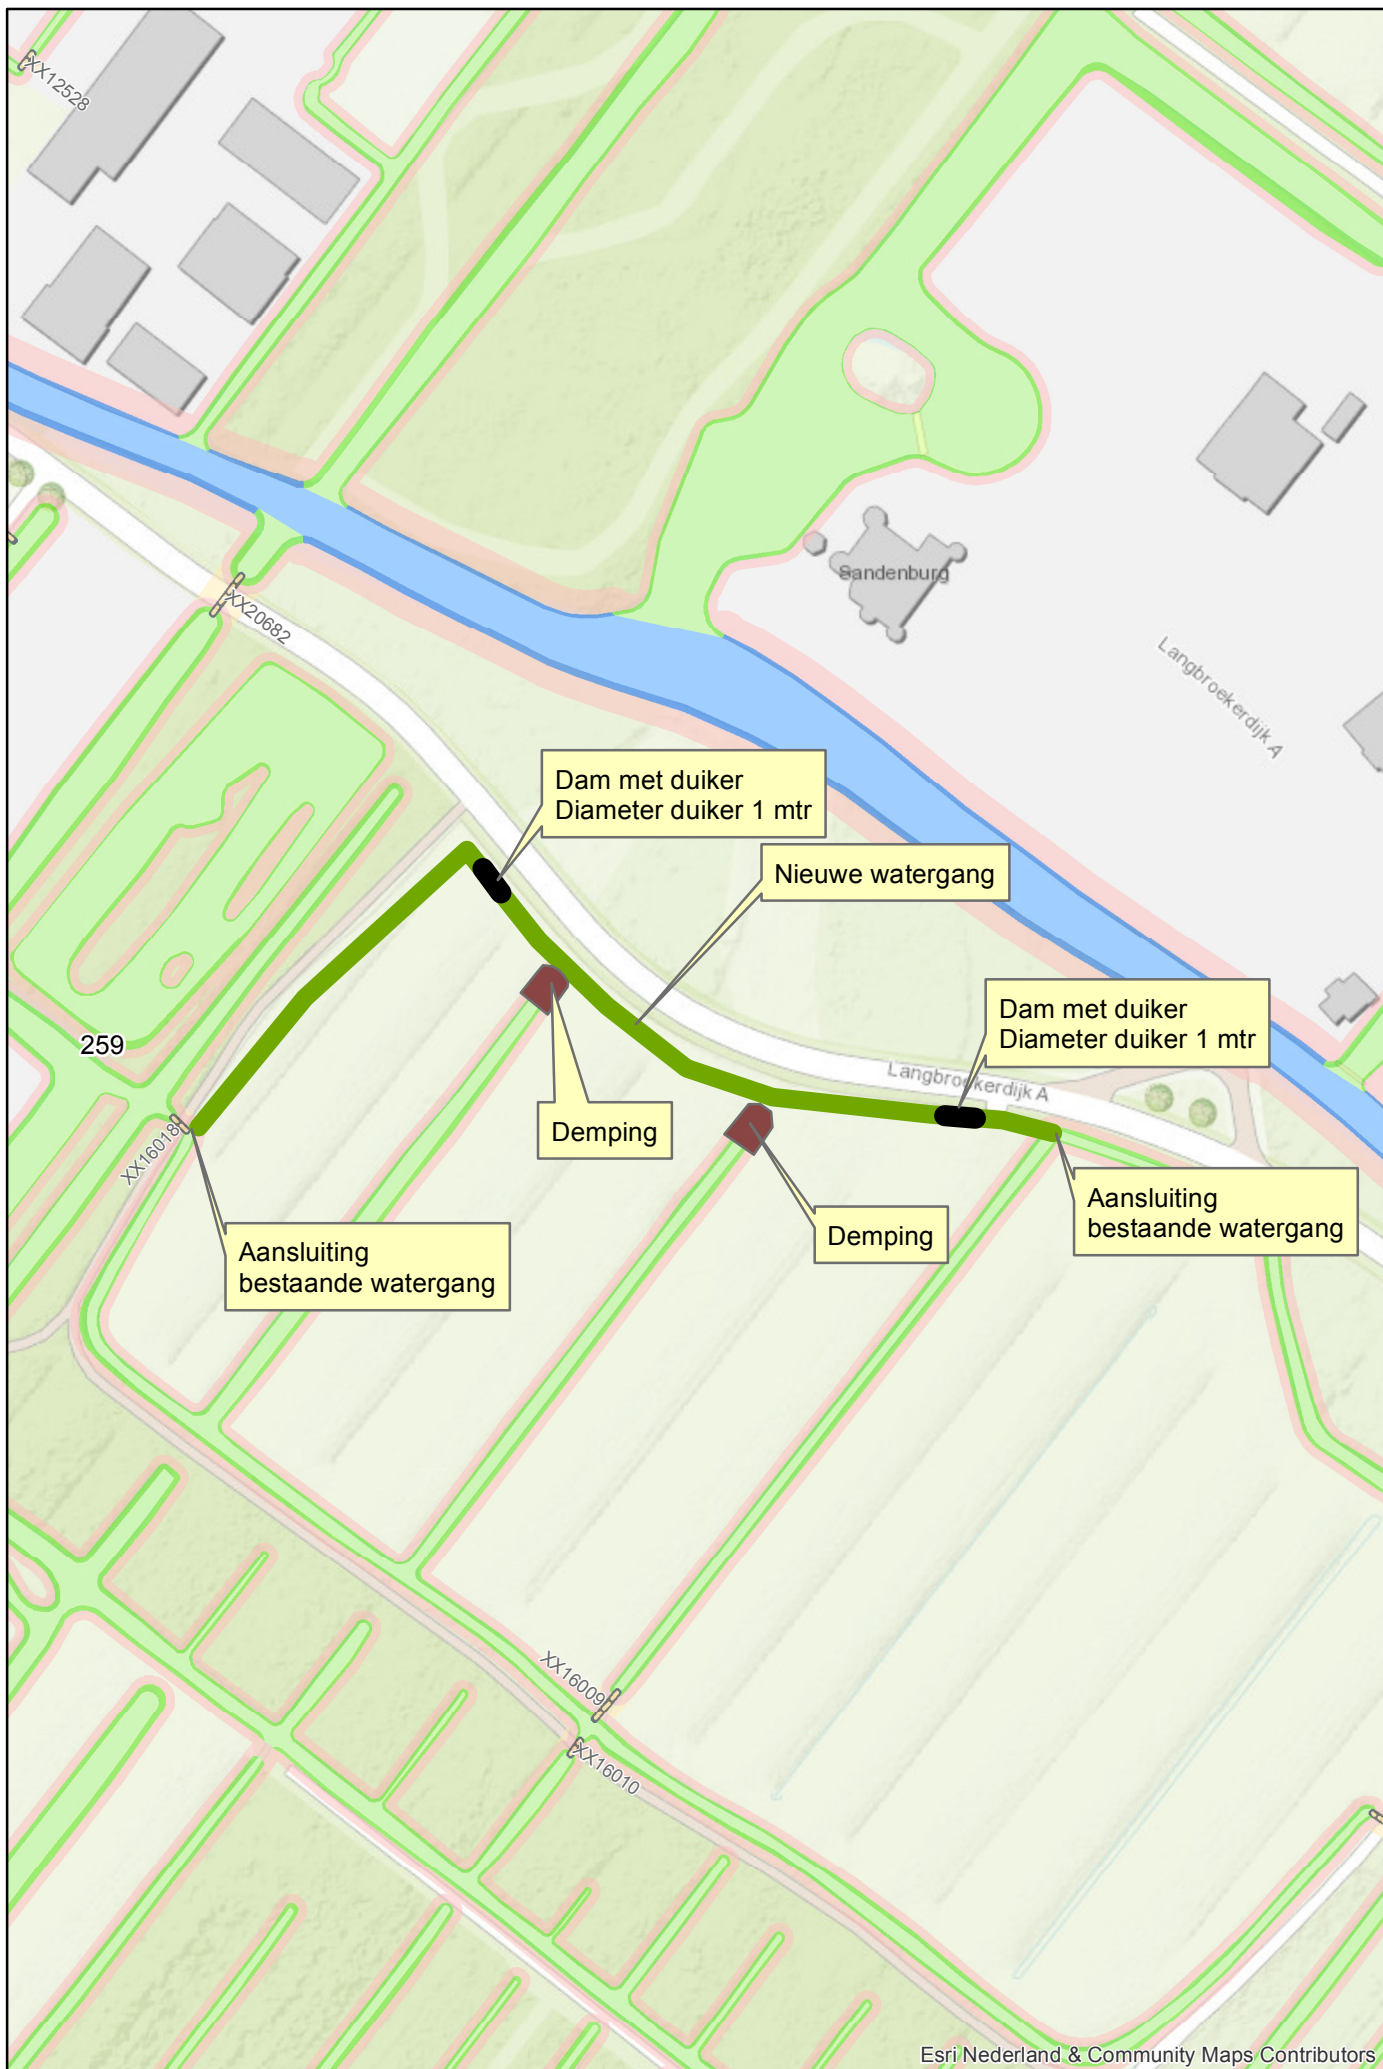 XX12528
Sandenburg
XX20682
Langbroekerdijk A
Dam met duiker
Diameter duiker 1 mtr
Nieuwe watergang
Dam met duiker
Diameter duiker 1 mtr
259
Langbroekerdijk A
Demping
XX16018
Aansluiting
bestaande watergang
Demping
Aansluiting
bestaande watergang
XX16009
XX16010
Esri Nederland & Community Maps Contributors